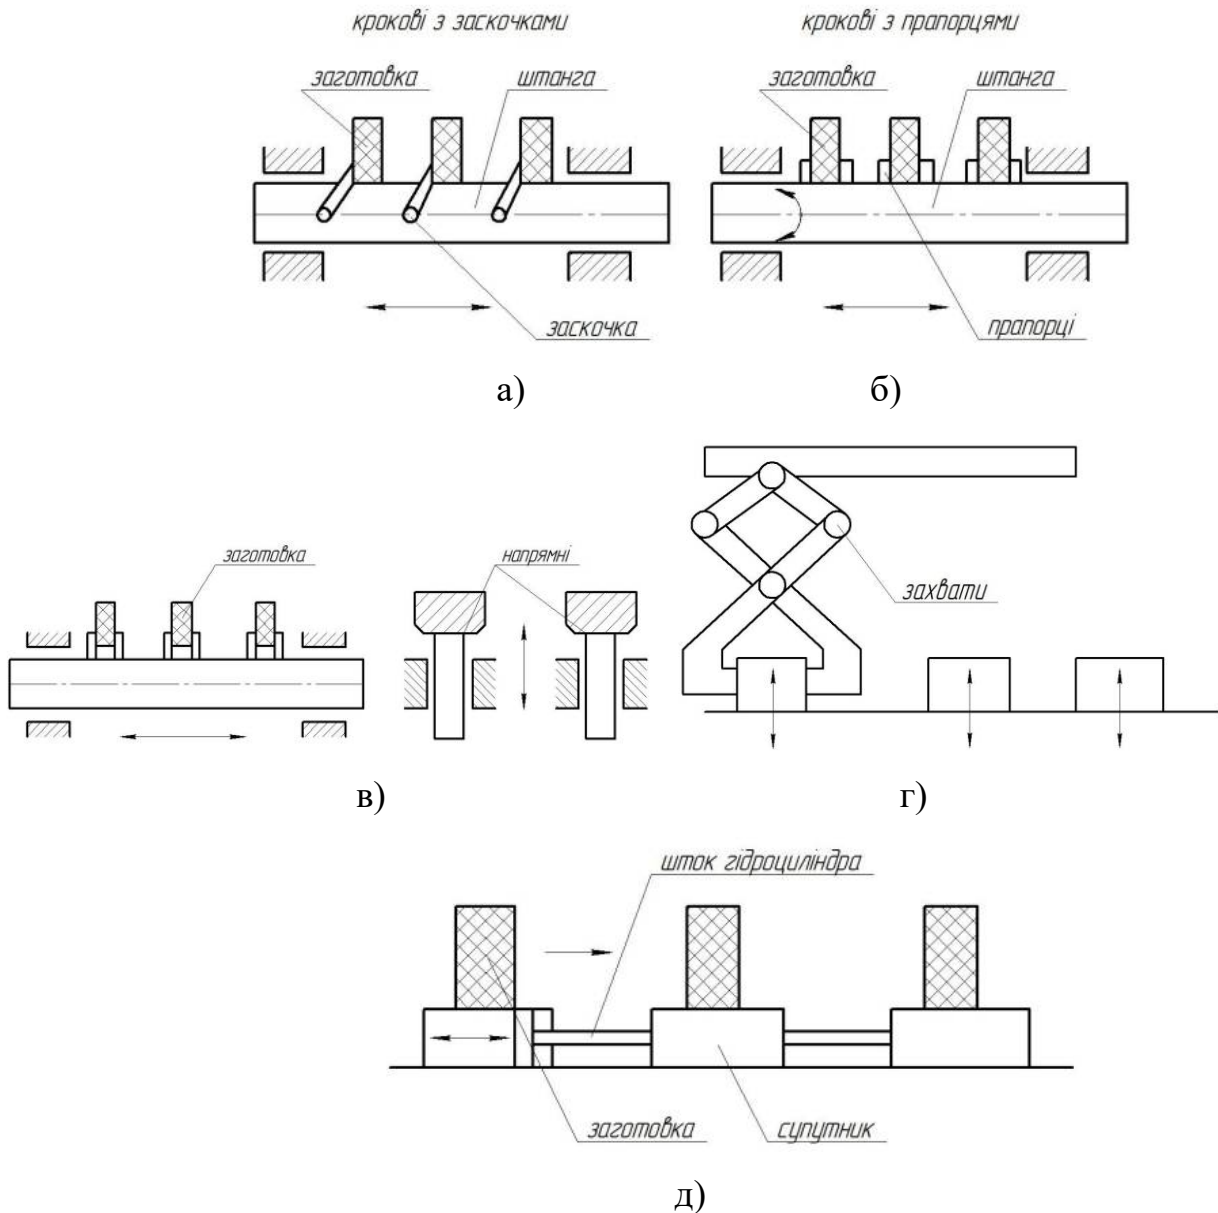 крокові з заскочками
крокові з прапорцями
заготовка
штанга
заготовка
штанга
заскочка
прапорці
а)
б)
заготовка
напрямні
захвати
в)
г)
шток гідроциліндра
заготовка
супутник
д)